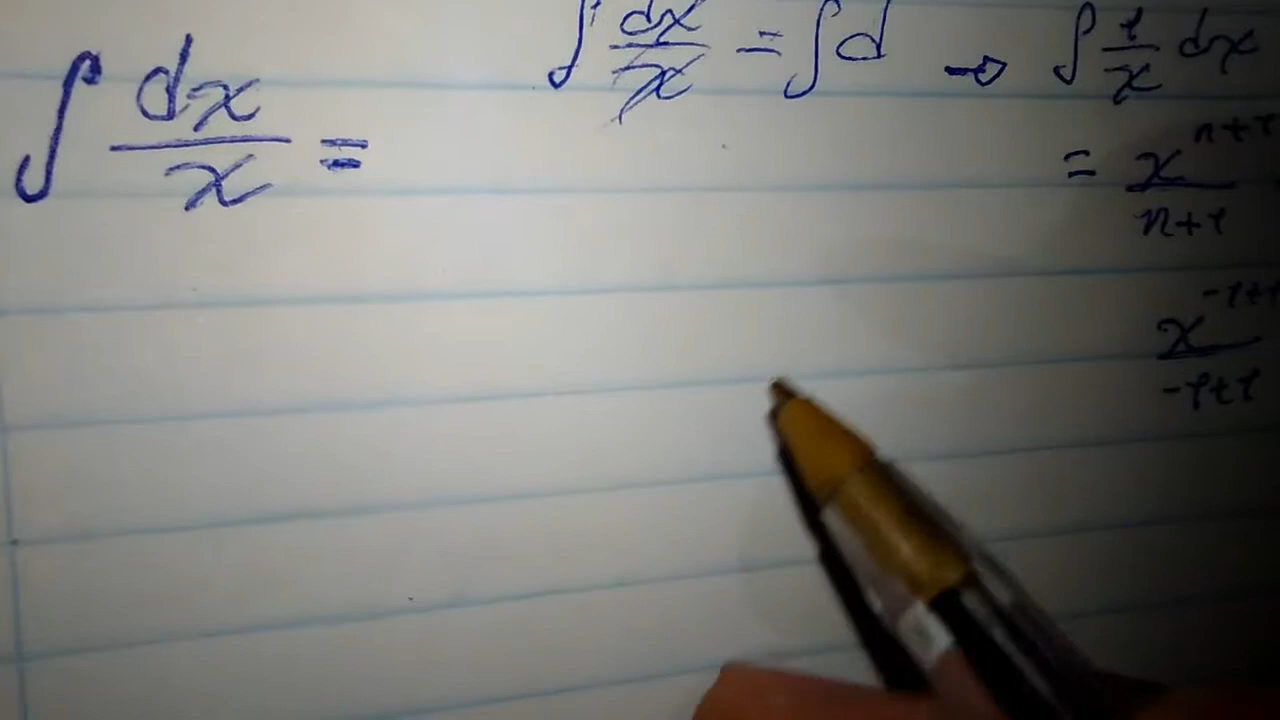 ∫ dx/x =
∫ dx/x = ∫d → ∫ 1/x dx
= x^(n+1)/(n+1)
x^(-1+1)/(-1+1)